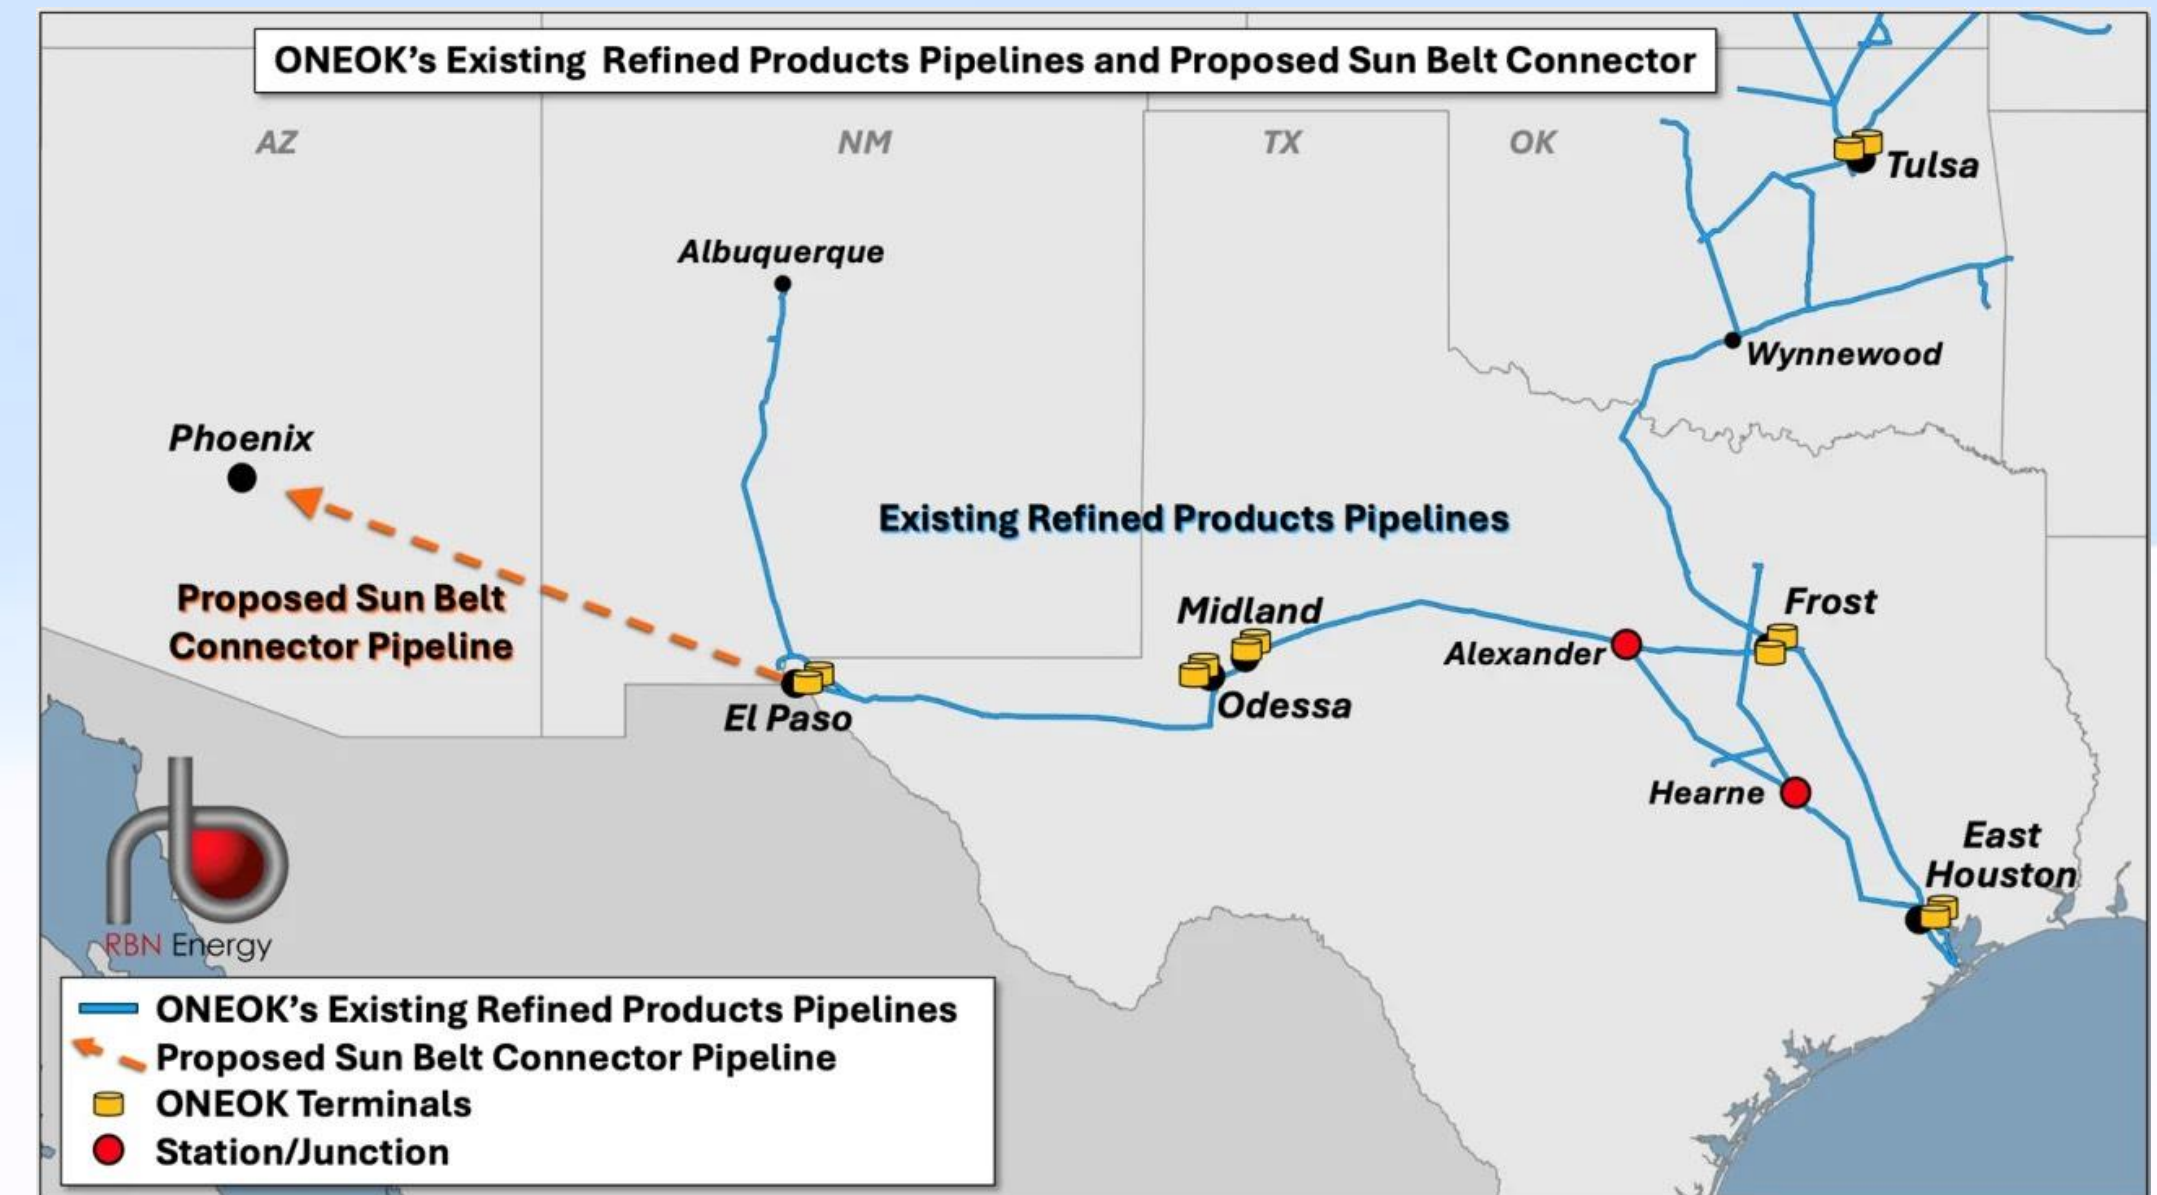 ONEOK's Existing Refined Products Pipelines and Proposed Sun Belt Connector
AZ
NM
TX
OK
Tulsa
Albuquerque
Wynnewood
Phoenix
Existing Refined Products Pipelines
Proposed Sun Belt
Connector Pipeline
Midland
Frost
Alexander
El Paso
Odessa
Hearne
East
Houston
RBN Energy
ONEOK's Existing Refined Products Pipelines
Proposed Sun Belt Connector Pipeline
ONEOK Terminals
Station/Junction